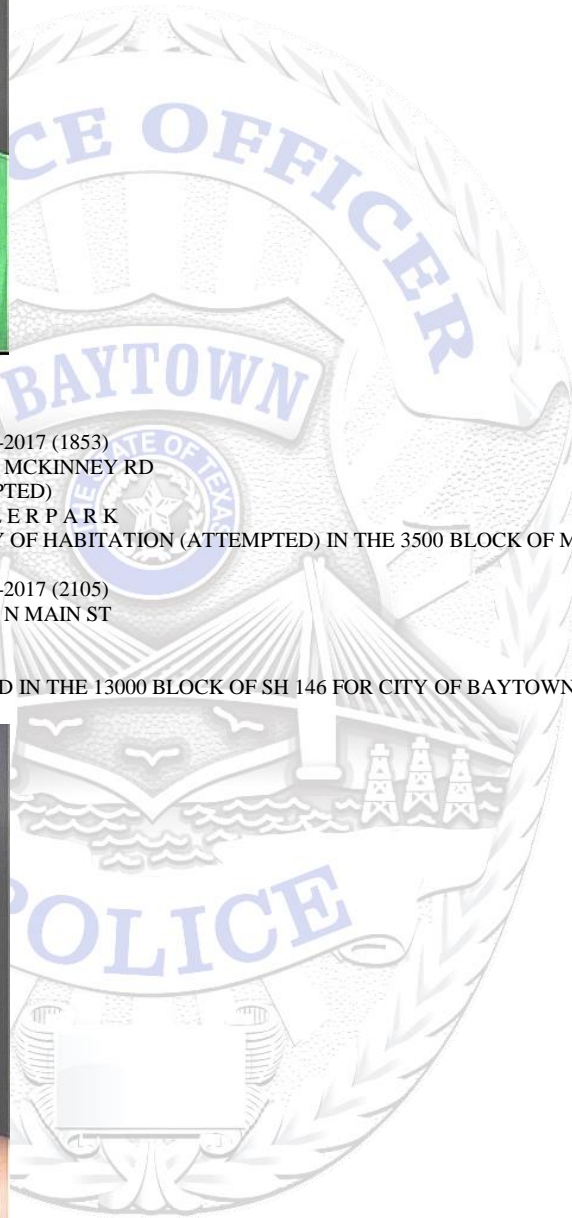 CE OFFICER
BAYTOWN
THE STATE OF TEXAS
-2017 (1853)
MCKINNEY RD
PTED)
L E R P A R K
Y OF HABITATION (ATTEMPTED) IN THE 3500 BLOCK OF M
-2017 (2105)
N MAIN ST
D IN THE 13000 BLOCK OF SH 146 FOR CITY OF BAYTOWN
POLICE